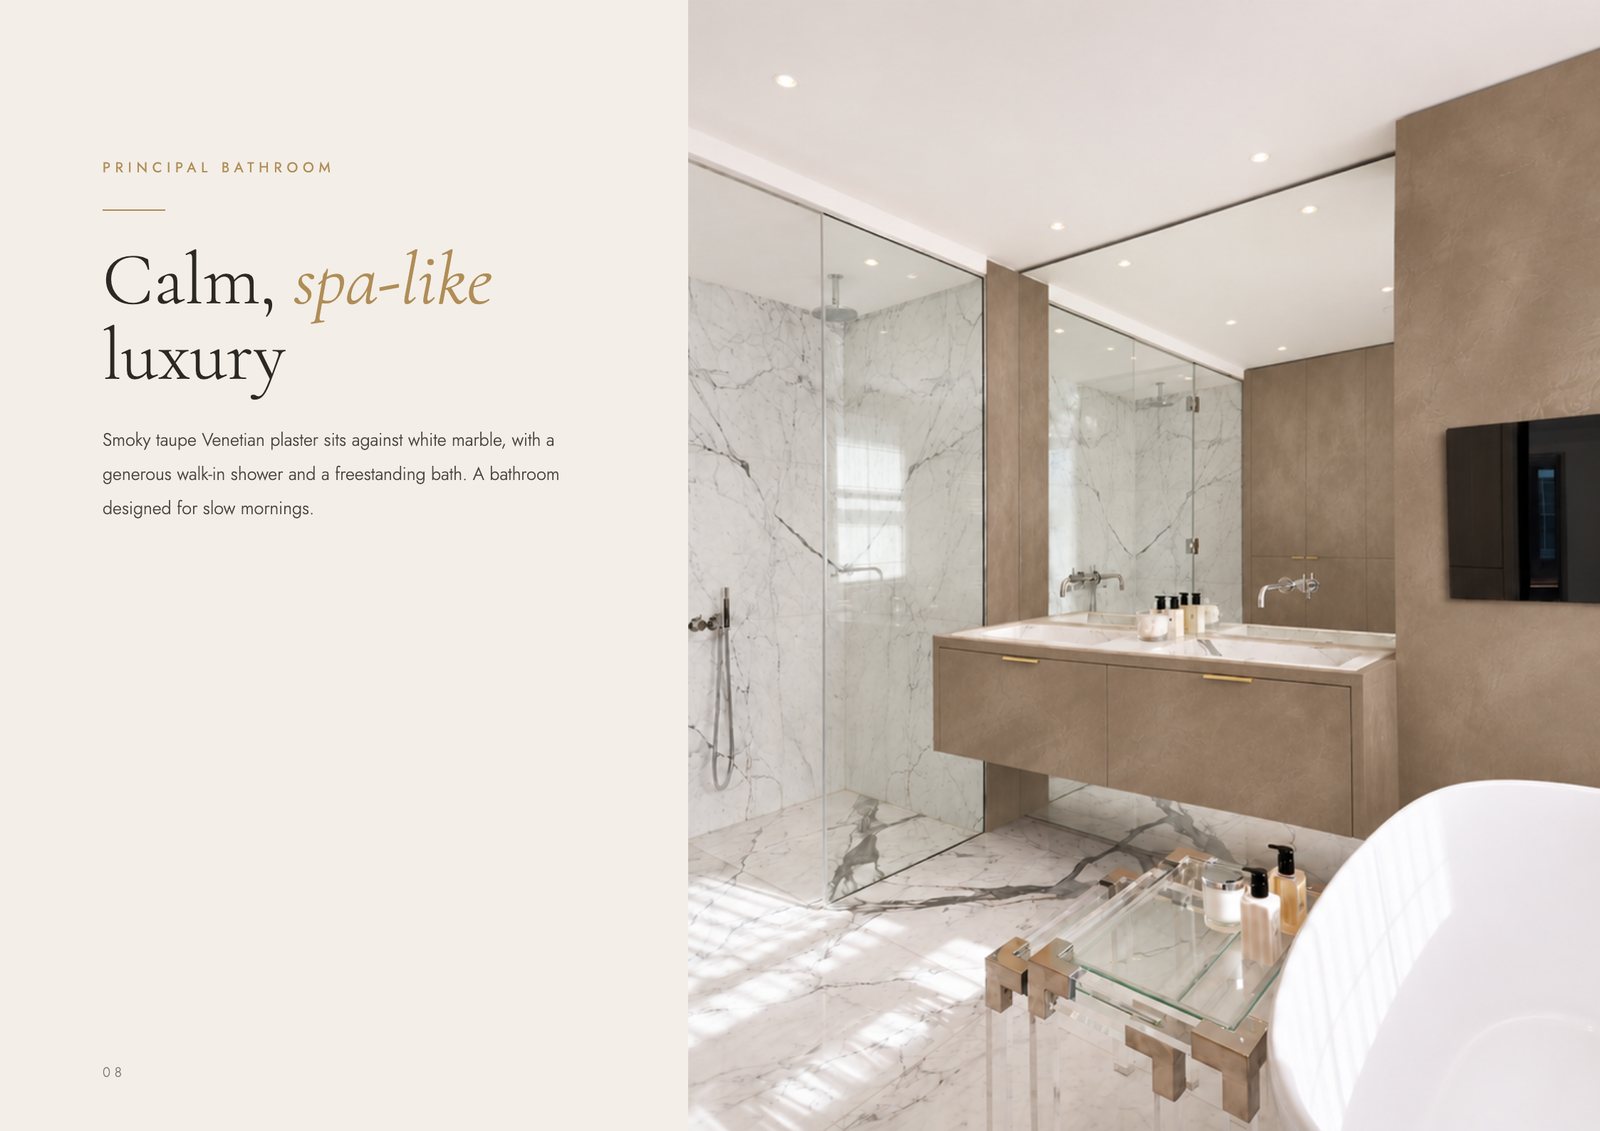 PRINCIPAL BATHROOM
Calm, spa-like
luxury
Smoky taupe Venetian plaster sits against white marble, with a
generous walk-in shower and a freestanding bath. A bathroom
designed for slow mornings.
08